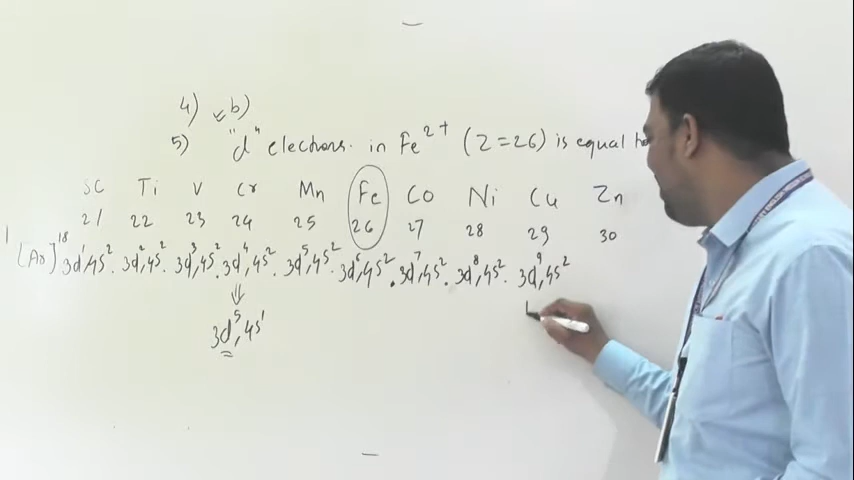 4) ✓b)
5) "d" elections. in Fe²⁺ (Z=26) is equal to
SC Ti V Cr Mn Fe CO Ni Cu Zn
21 22 23 24 25 26 27 28 29 30
[Ar]¹⁸ 3d¹,4s². 3d²,4s². 3d³,4s². 3d⁴,4s². 3d⁵,4s². 3d⁶,4s². 3d⁷,4s². 3d⁸,4s². 3d⁹,4s²
⇓
3d⁵,4s¹